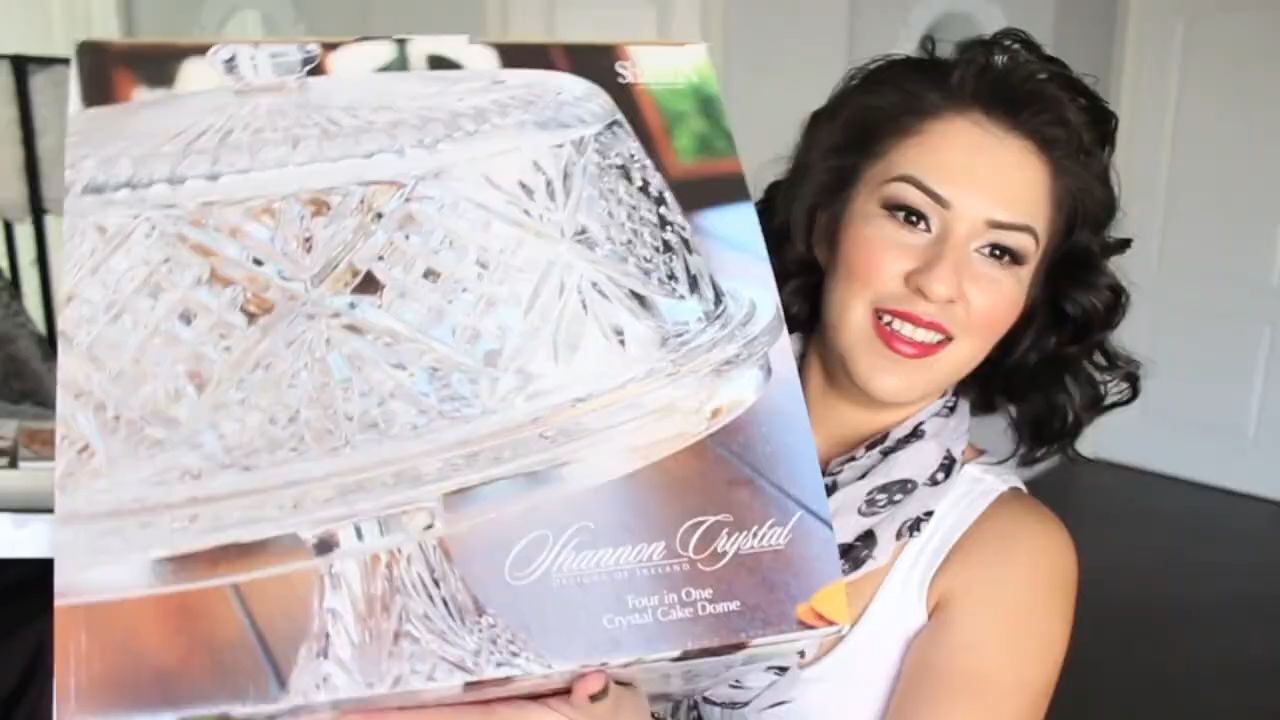 Shannon Crystal
DESIGNS OF IRELAND
Four in One
Crystal Cake Dome